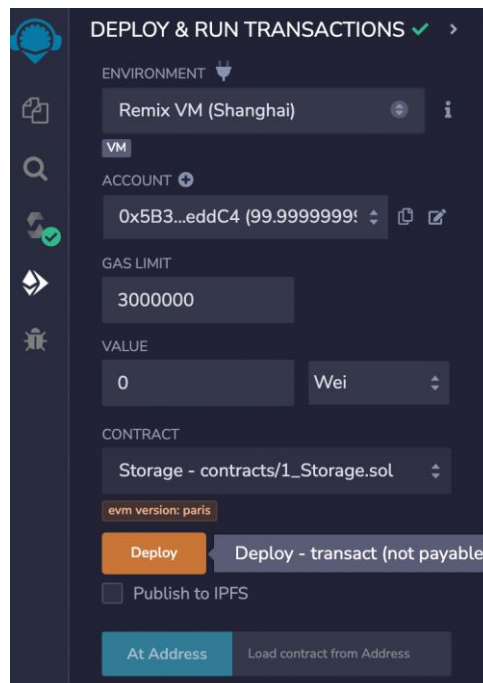 DEPLOY & RUN TRANSACTIONS
ENVIRONMENT
Remix VM (Shanghai)
VM
ACCOUNT
0x5B3...eddC4 (99.9999999
GAS LIMIT
3000000
VALUE
0 Wei
CONTRACT
Storage - contracts/1_Storage.sol
evm version: paris
Deploy Deploy - transact (not payable
Publish to IPFS
At Address Load contract from Address